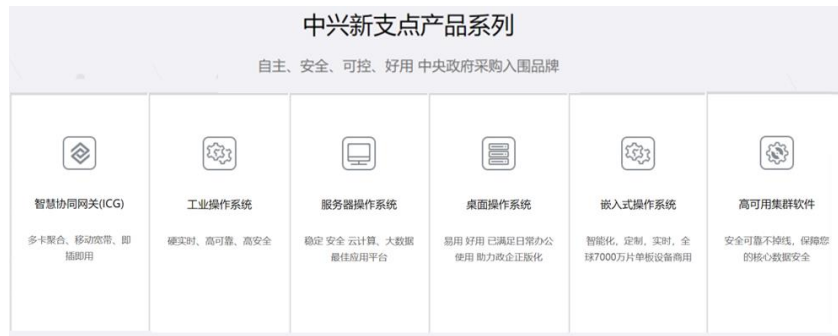 中兴新支点产品系列
自主、安全、可控、好用 中央政府采购入围品牌
智慧协同网关(ICG)
多卡聚合、移动宽带、即
插即用
工业操作系统
硬实时，高可靠，高安全
服务器操作系统
稳定 安全 云计算、大数据
最佳应用平台
桌面操作系统
易用 好用 已满足日常办公
使用 助力政企正版化
嵌入式操作系统
智能化，定制，实时，全
球7000万片单板设备商用
高可用集群软件
安全可靠不掉线，保障您
的核心数据安全